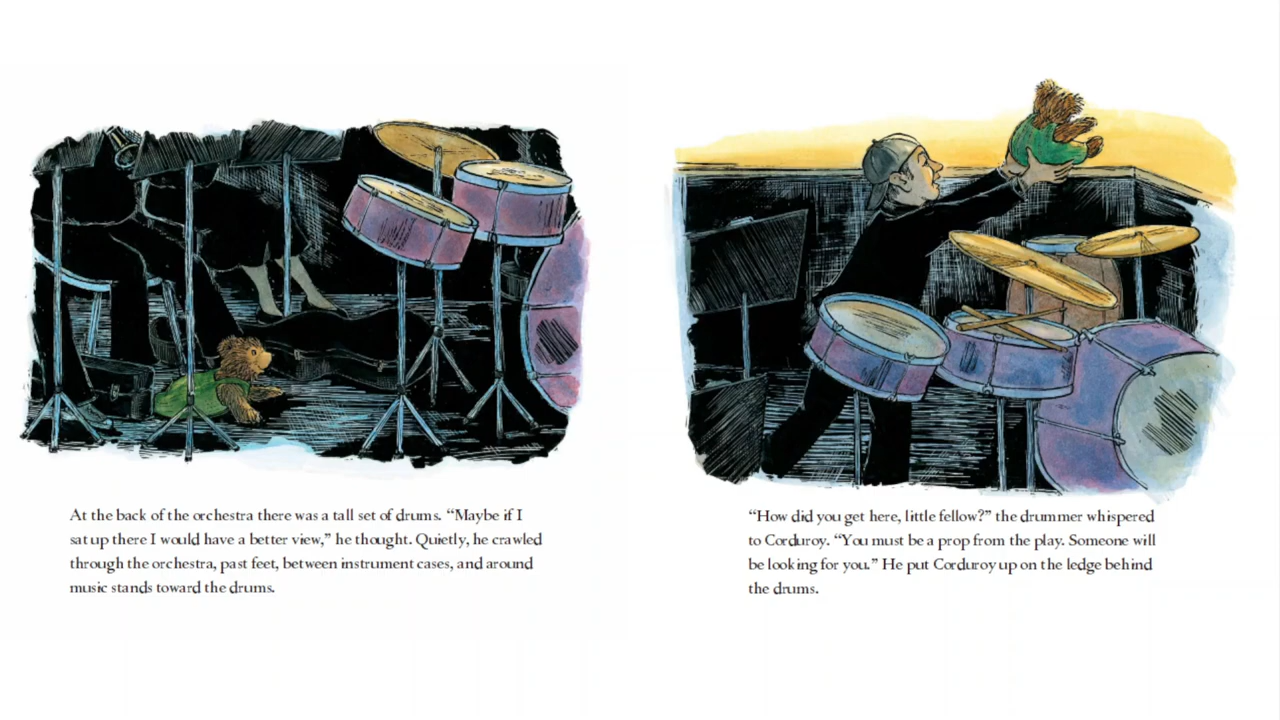 At the back of the orchestra there was a tall set of drums. “Maybe if I
sat up there I would have a better view,” he thought. Quietly, he crawled
through the orchestra, past feet, between instrument cases, and around
music stands toward the drums.
“How did you get here, little fellow?” the drummer whispered
to Corduroy. “You must be a prop from the play. Someone will
be looking for you.” He put Corduroy up on the ledge behind
the drums.